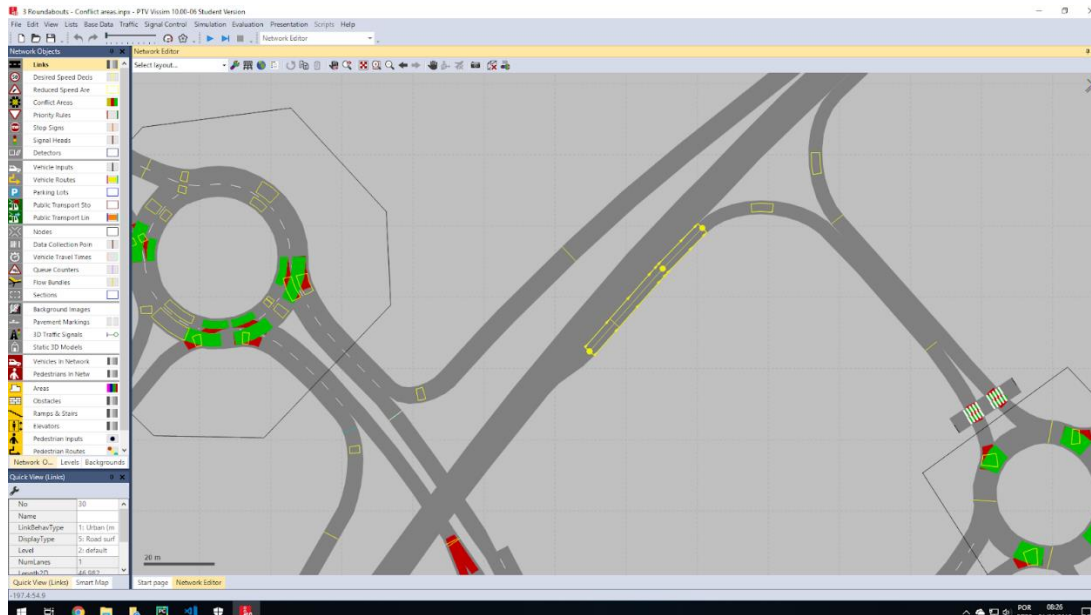 3 Roundabouts - Conflict areas.inpx - PTV Vissim 10.00-06 Student Version
File Edit View Lists Base Data Traffic Signal Control Simulation Evaluation Presentation Scripts Help
Network Editor
Network Objects
Network Editor
Select layout...
Links
Desired Speed Decis
Reduced Speed Are
Conflict Areas
Priority Rules
Stop Signs
Signal Heads
Detectors
Vehicle Inputs
Vehicle Routes
Parking Lots
Public Transport Sto
Public Transport Lin
Nodes
Data Collection Poin
Vehicle Travel Times
Queue Counters
Flow Bundles
Sections
Background Images
Pavement Markings
3D Traffic Signals
Static 3D Models
Vehicles In Network
Pedestrians In Netw
Areas
Obstacles
Ramps & Stairs
Elevators
Pedestrian Inputs
Pedestrian Routes
Network O... Levels Backgrounds
Quick View (Links)
No 30
Name
LinkBehavType 1: Urban (m
DisplayType 5: Road surf
Level 2: default
NumLanes 1
Length2D 46.982
Quick View (Links) Smart Map
20 m
Start page Network Editor
-197.4:54.9
POR 08:26